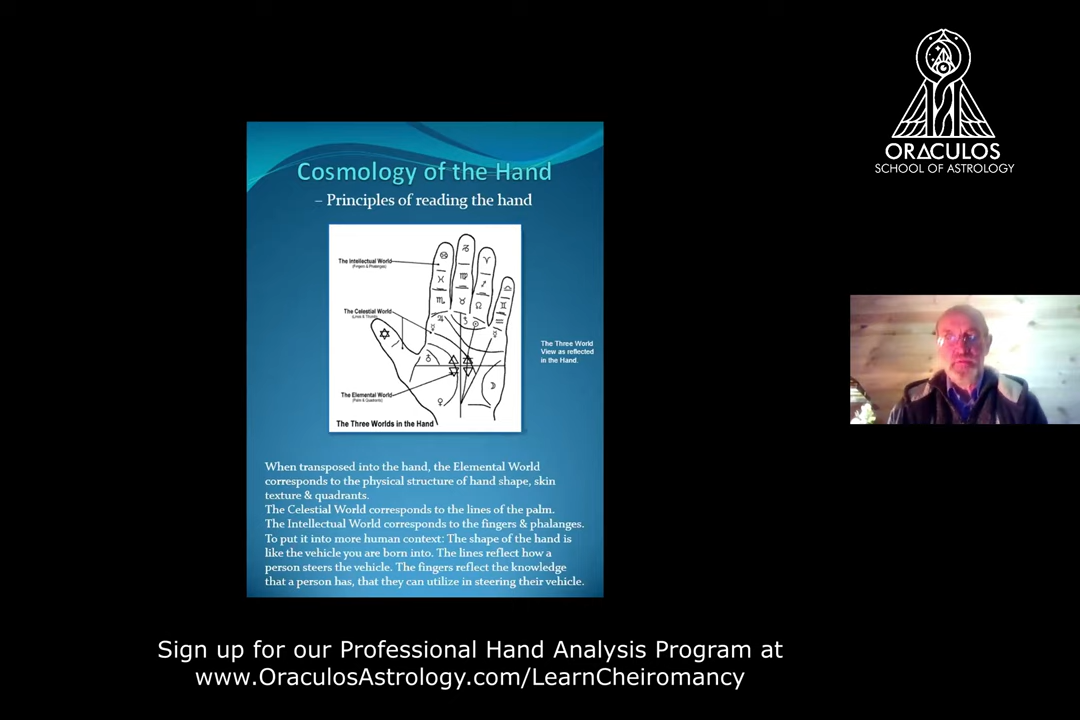 ORACULOS
SCHOOL OF ASTROLOGY
Cosmology of the Hand
– Principles of reading the hand
The Intellectual World
(Fingers & Phalanges)
The Celestial World
The Three World
View as reflected
in the Hand.
The Elemental World
(Palm & Quadrants)
The Three Worlds in the Hand
When transposed into the hand, the Elemental World
corresponds to the physical structure of hand shape, skin
texture & quadrants.
The Celestial World corresponds to the lines of the palm.
The Intellectual World corresponds to the fingers & phalanges.
To put it into more human context: The shape of the hand is
like the vehicle you are born into. The lines reflect how a
person steers the vehicle. The fingers reflect the knowledge
that a person has, that they can utilize in steering their vehicle.
Sign up for our Professional Hand Analysis Program at
www.OraculosAstrology.com/LearnCheiromancy